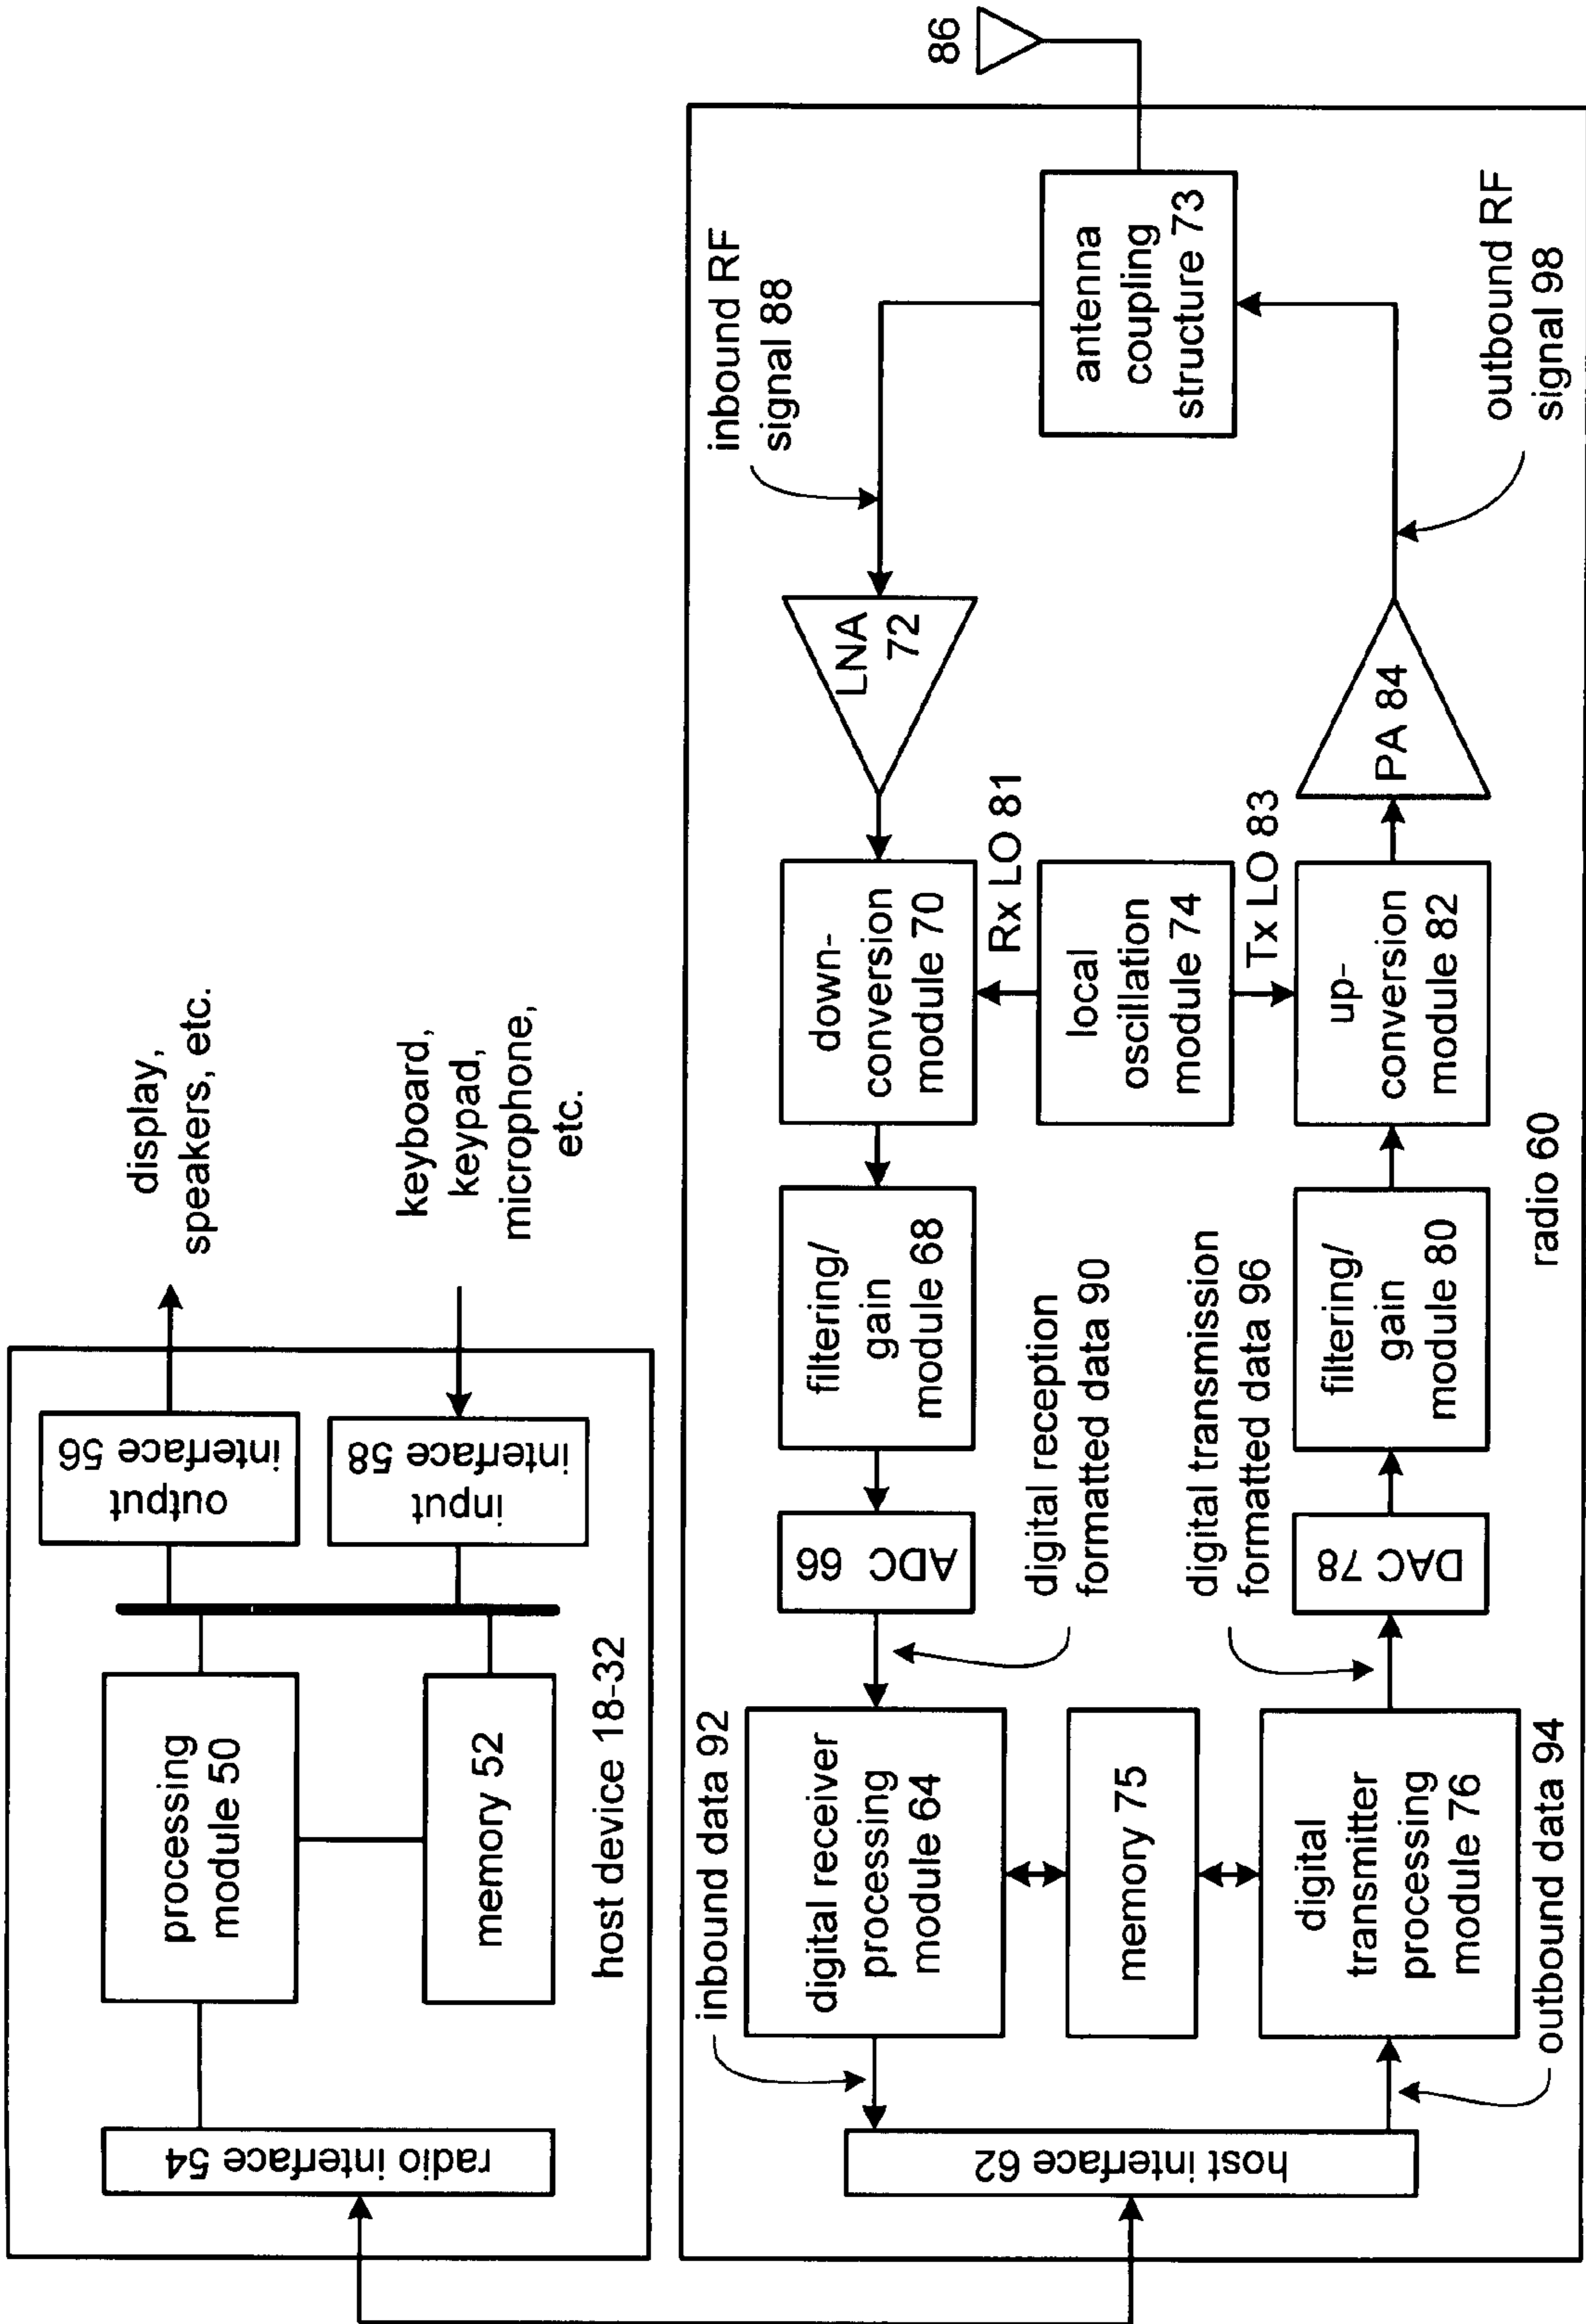 radio interface 54
processing
module 50
memory 52
output
interface 56
input
interface 58
display,
speakers, etc.
keyboard,
keypad,
microphone,
etc.
host device 18-32
host interface 62
inbound data 92
digital receiver
processing
module 64
memory 75
digital
transmitter
processing
module 76
outbound data 94
ADC 66
digital reception
formatted data 90
digital transmission
formatted data 96
DAC 78
filtering/
gain
module 68
filtering/
gain
module 80
down-
conversion
module 70
Rx LO 81
local
oscillation
module 74
Tx LO 83
up-
conversion
module 82
LNA
72
PA 84
inbound RF
signal 88
antenna
coupling
structure 73
outbound RF
signal 98
86
radio 60